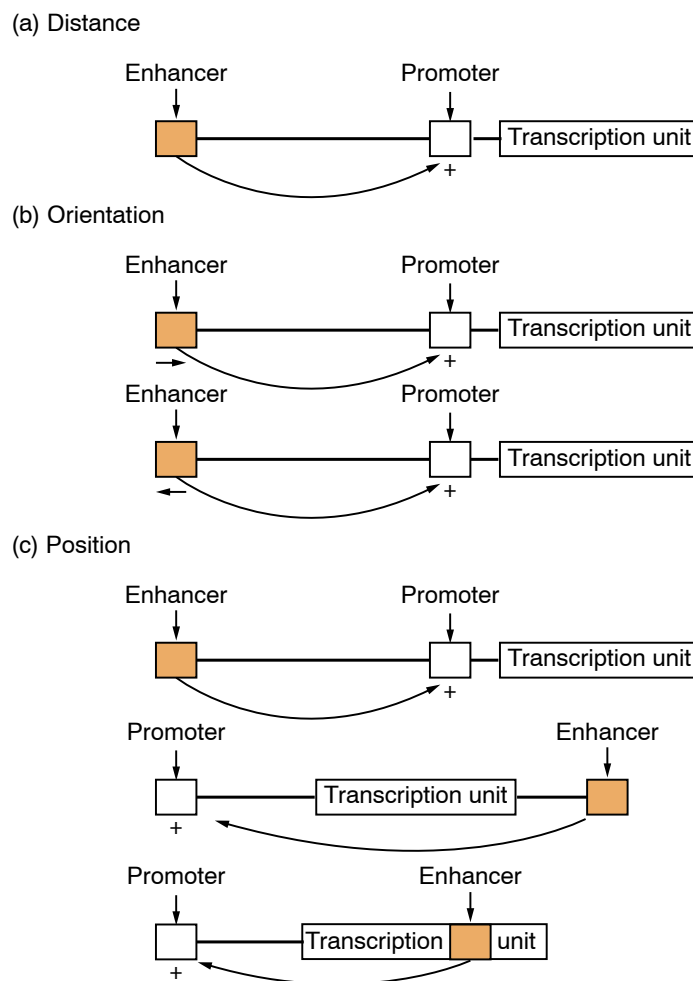 (a) Distance
Enhancer Promoter
Transcription unit
+
(b) Orientation
Enhancer Promoter
Transcription unit
+
Enhancer Promoter
Transcription unit
+
(c) Position
Enhancer Promoter
Transcription unit
+
Promoter Enhancer
Transcription unit
+
Promoter Enhancer
Transcription unit
+